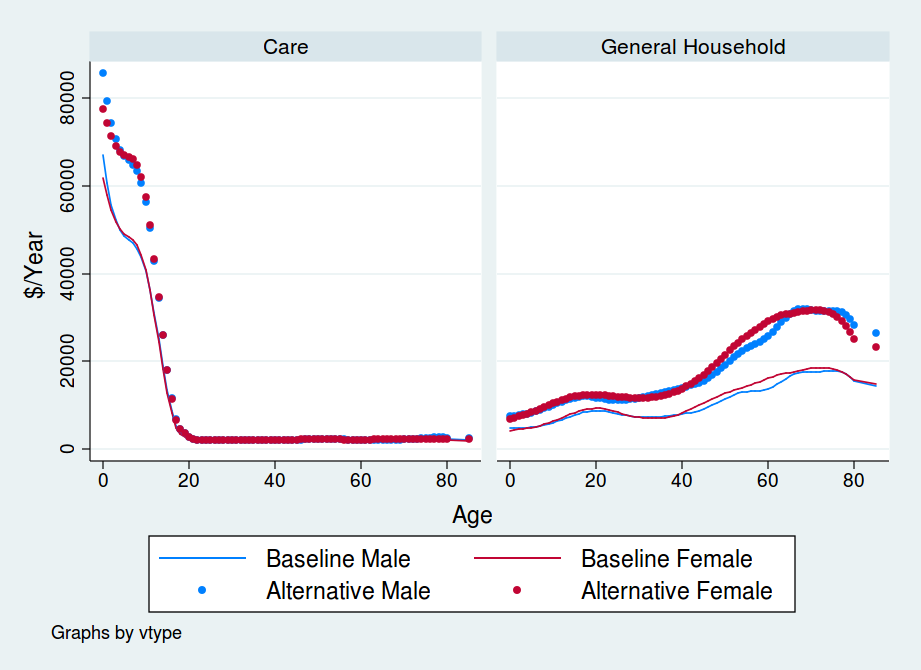 Care General Household
$/Year
80000
60000
40000
20000
0
0 20 40 60 80 0 20 40 60 80
Age
Baseline Male Baseline Female
Alternative Male Alternative Female
Graphs by vtype